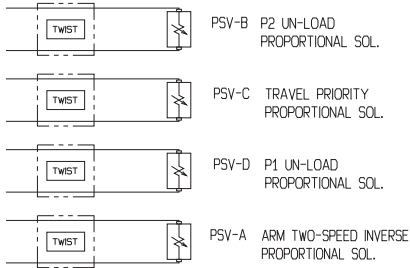 TWIST
PSV-B P2 UN-LOAD
PROPORTIONAL SOL.
TWIST
PSV-C TRAVEL PRIORITY
PROPORTIONAL SOL.
TWIST
PSV-D P1 UN-LOAD
PROPORTIONAL SOL.
TWIST
PSV-A ARM TWO-SPEED INVERSE
PROPORTIONAL SOL.